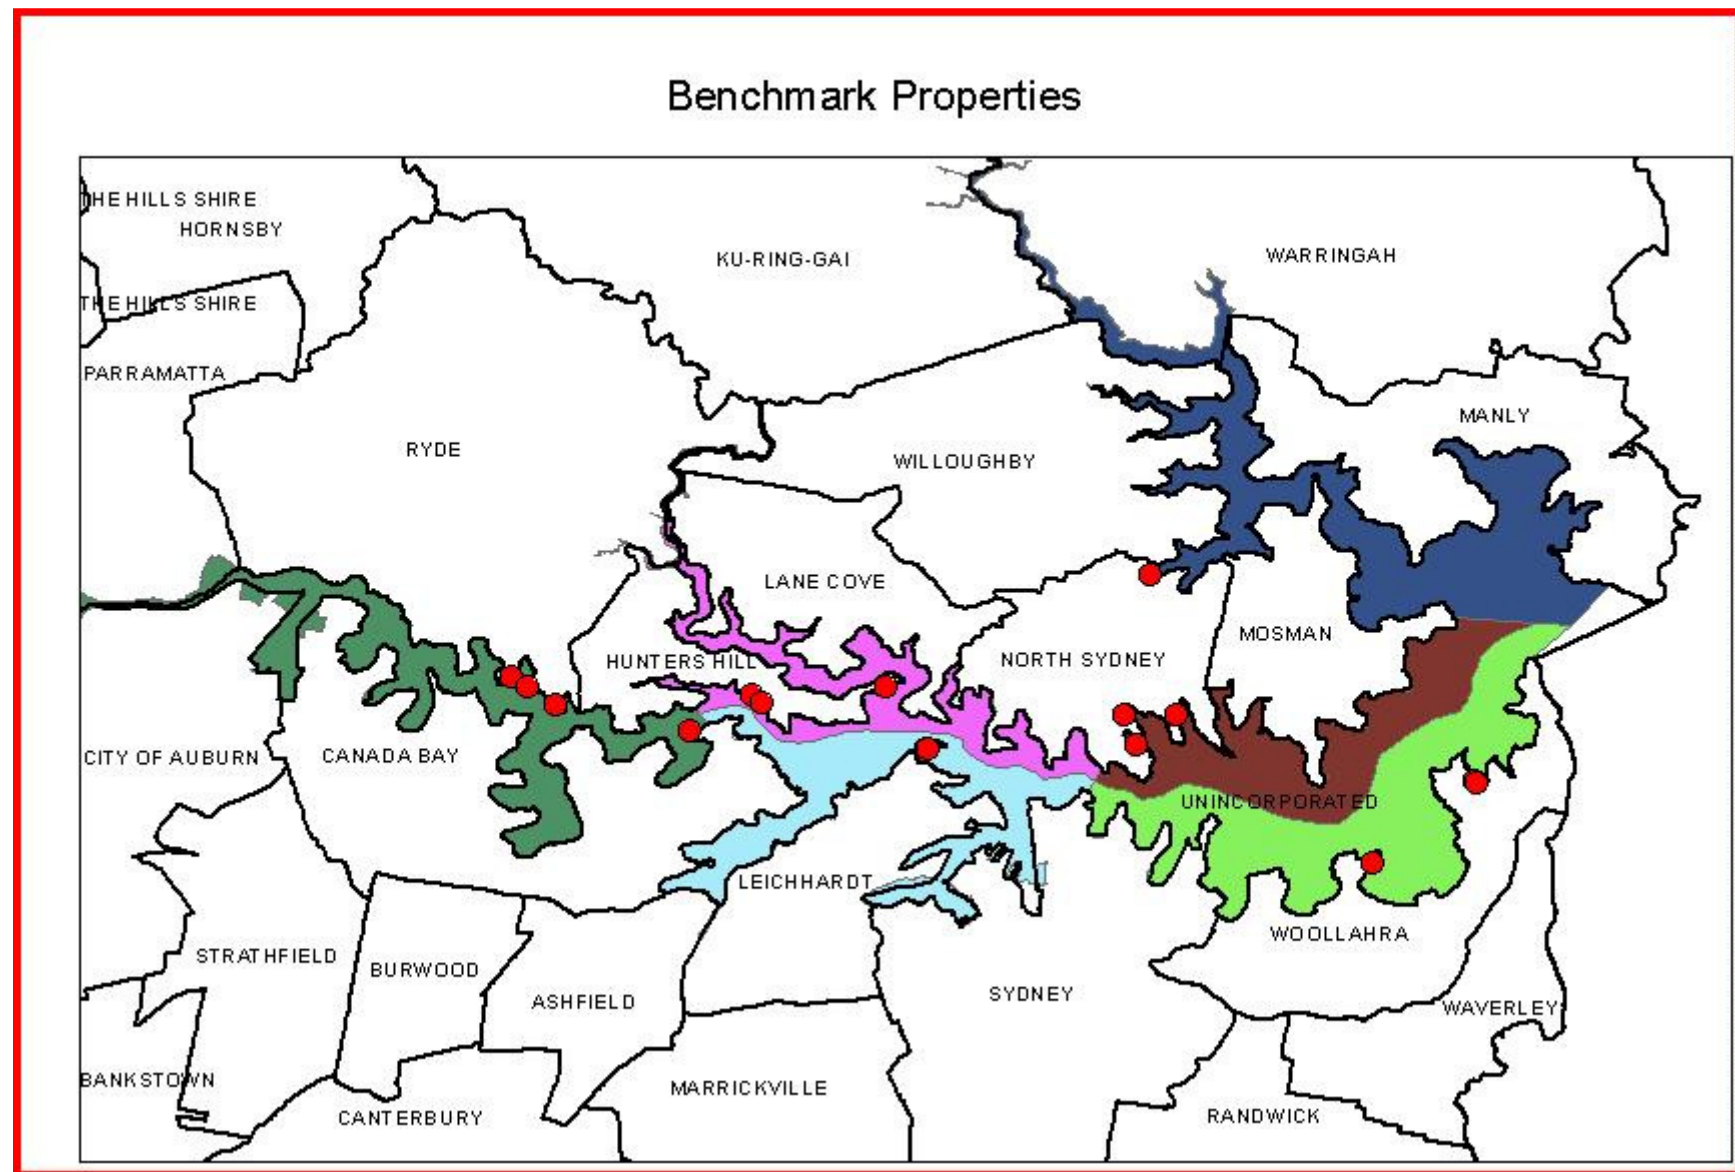 Benchmark Properties
THE HILLS SHIRE
HORNSBY
KU-RING-GAI
WARRINGAH
THE HILLS SHIRE
PARRAMATTA
MANLY
RYDE
WILLOUGHBY
LANE COVE
MOSMAN
HUNTERS HILL
NORTH SYDNEY
CITY OF AUBURN
CANADA BAY
UNINCORPORATED
LEICHHARDT
WOOLLAHRA
STRATHFIELD
BURWOOD
ASHFIELD
SYDNEY
WAVERLEY
BANKSTOWN
MARRICKVILLE
CANTERBURY
RANDWICK